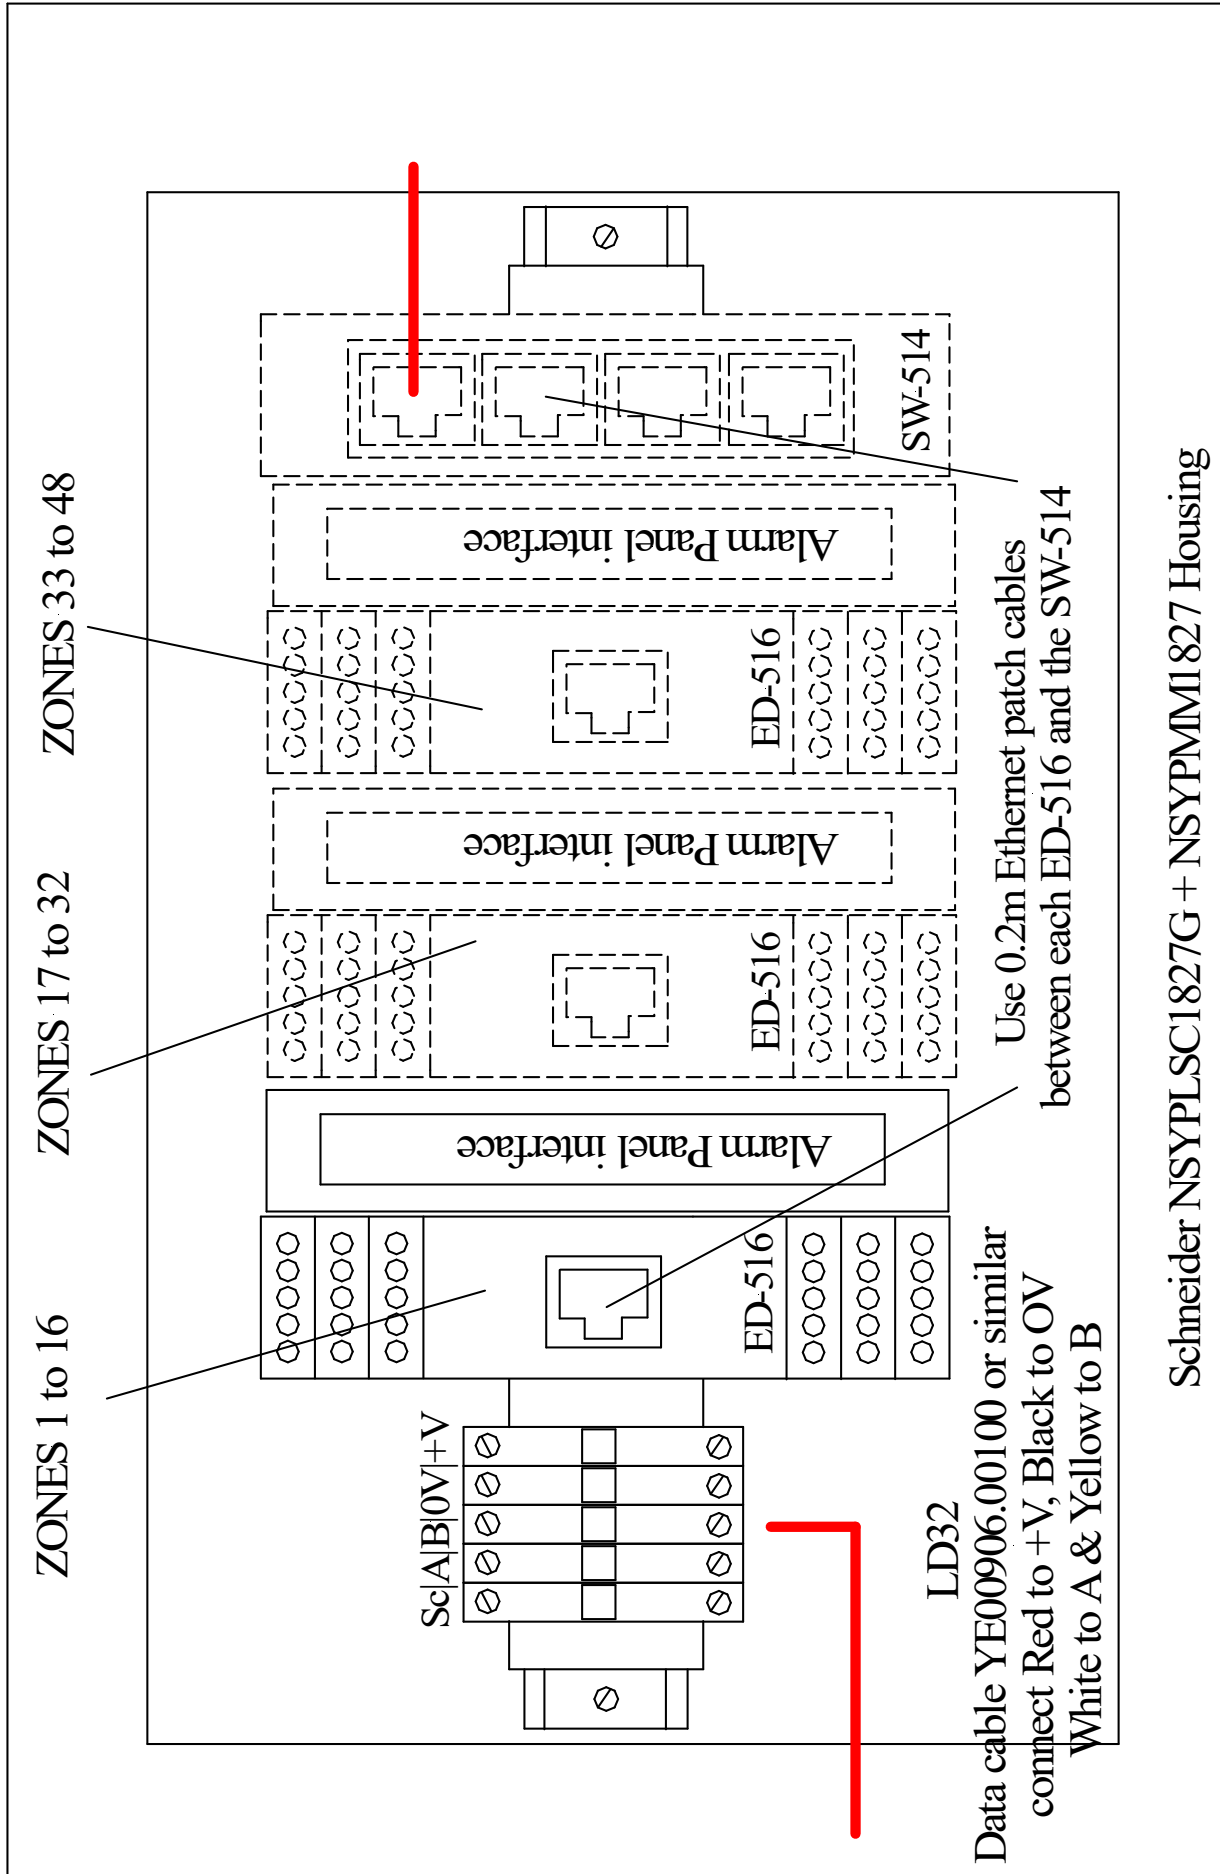 ZONES 1 to 16
ZONES 17 to 32
ZONES 33 to 48
Sc|A|B|0V|+V
ED-516
Alarm Panel interface
ED-516
Alarm Panel interface
ED-516
Alarm Panel interface
SW-514
LD32
Data cable YE00906.00100 or similar
connect Red to +V, Black to OV
White to A & Yellow to B
Use 0.2m Ethernet patch cables
between each ED-516 and the SW-514
Schneider NSYPLSC1827G + NSYPMM1827 Housing